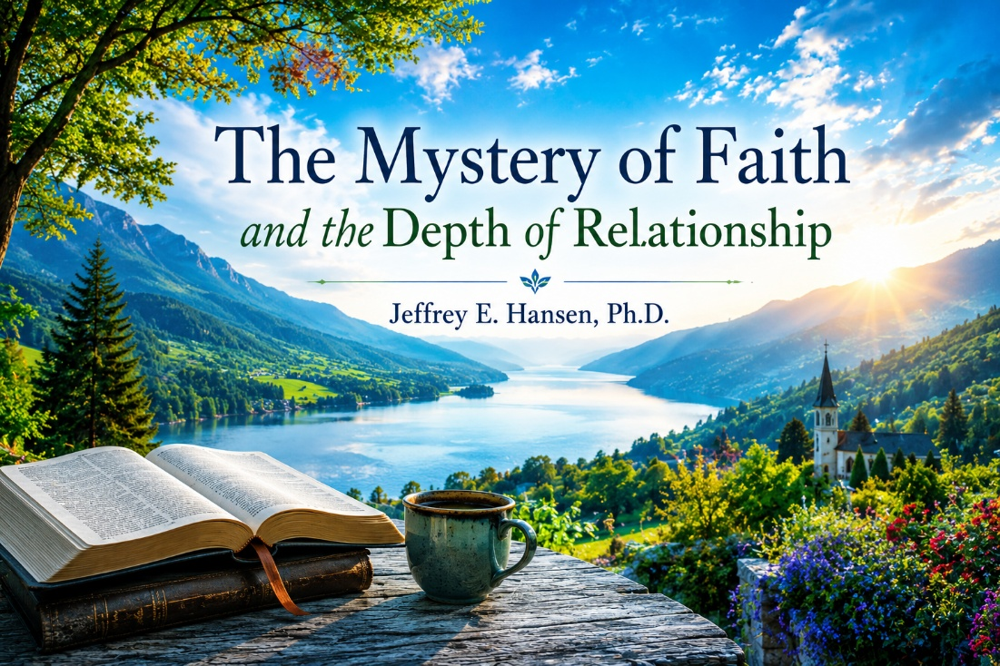 The Mystery of Faith
and the Depth of Relationship
Jeffrey E. Hansen, Ph.D.